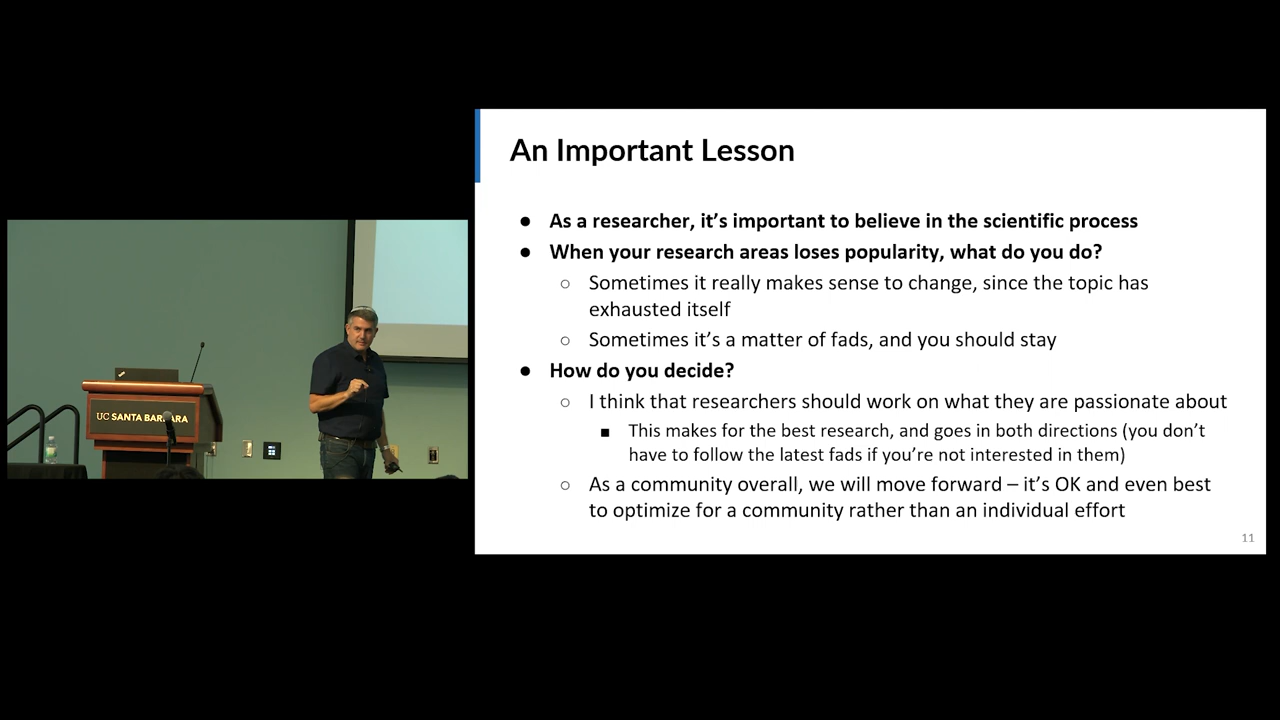 UC SANTA BARBARA
An Important Lesson
● As a researcher, it's important to believe in the scientific process
● When your research areas loses popularity, what do you do?
○ Sometimes it really makes sense to change, since the topic has
exhausted itself
○ Sometimes it's a matter of fads, and you should stay
● How do you decide?
○ I think that researchers should work on what they are passionate about
■ This makes for the best research, and goes in both directions (you don't
have to follow the latest fads if you're not interested in them)
○ As a community overall, we will move forward – it's OK and even best
to optimize for a community rather than an individual effort
11